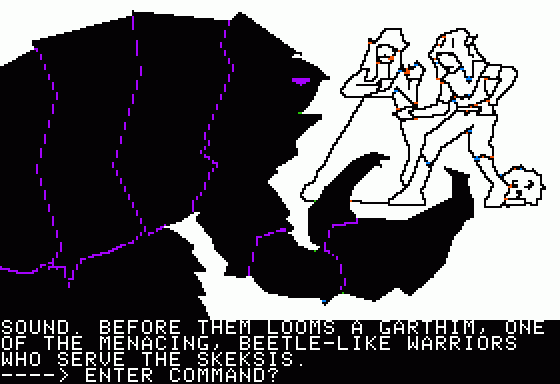 SOUND. BEFORE THEM LOOMS A GARTHIM, ONE
OF THE MENACING, BEETLE-LIKE WARRIORS
WHO SERVE THE SKEKSIS.
----> ENTER COMMAND?